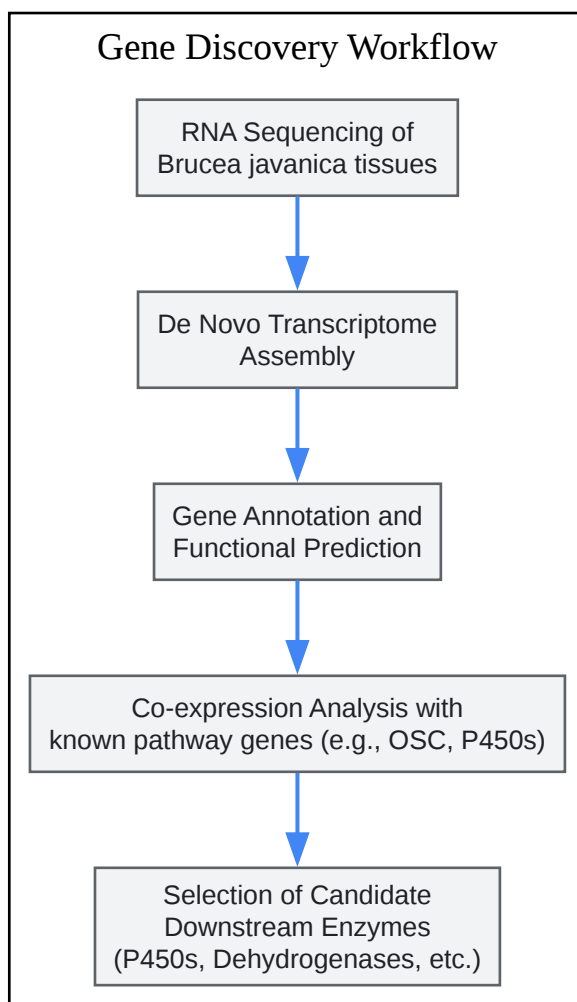 Gene Discovery Workflow
RNA Sequencing of
Brucea javanica tissues
De Novo Transcriptome
Assembly
Gene Annotation and
Functional Prediction
Co-expression Analysis with
known pathway genes (e.g., OSC, P450s)
Selection of Candidate
Downstream Enzymes
(P450s, Dehydrogenases, etc.)